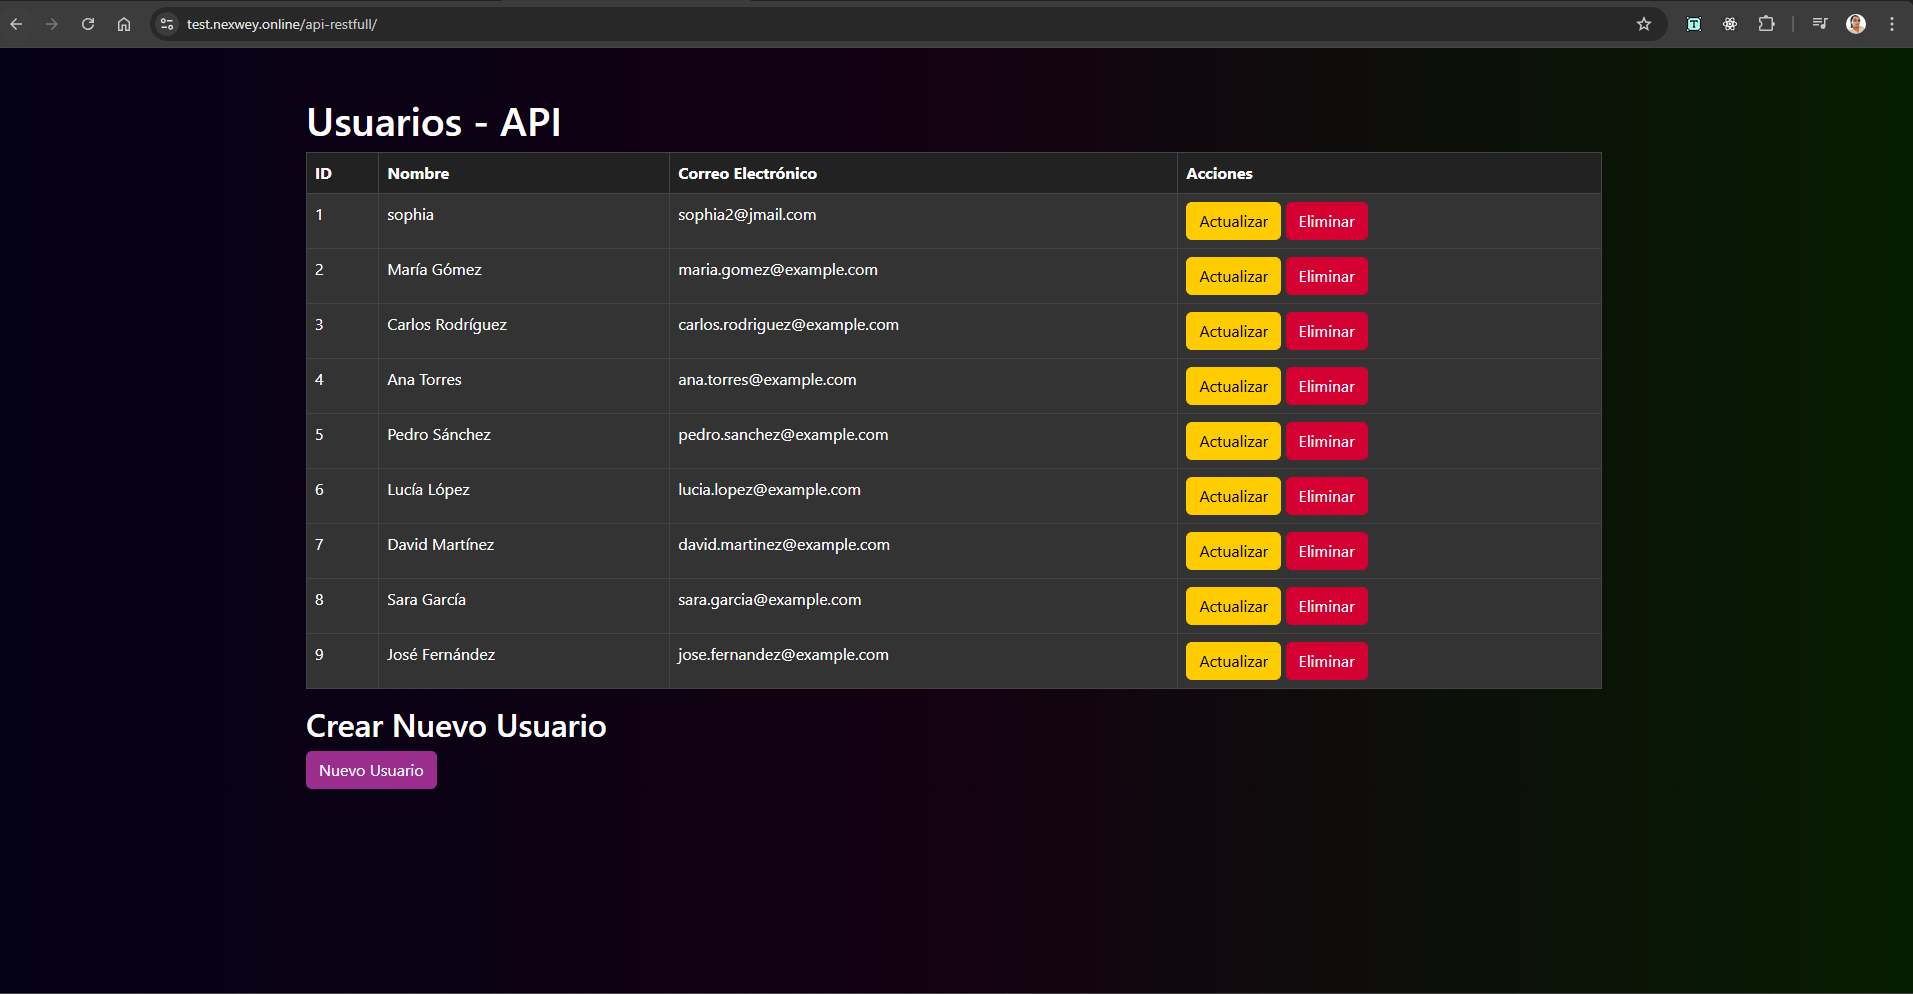 test.nexwey.online/api-restfull/
Usuarios - API
ID Nombre Correo Electrónico Acciones
1 sophia sophia2@jmail.com Actualizar Eliminar
2 María Gómez maria.gomez@example.com Actualizar Eliminar
3 Carlos Rodríguez carlos.rodriguez@example.com Actualizar Eliminar
4 Ana Torres ana.torres@example.com Actualizar Eliminar
5 Pedro Sánchez pedro.sanchez@example.com Actualizar Eliminar
6 Lucía López lucia.lopez@example.com Actualizar Eliminar
7 David Martínez david.martinez@example.com Actualizar Eliminar
8 Sara García sara.garcia@example.com Actualizar Eliminar
9 José Fernández jose.fernandez@example.com Actualizar Eliminar
Crear Nuevo Usuario
Nuevo Usuario